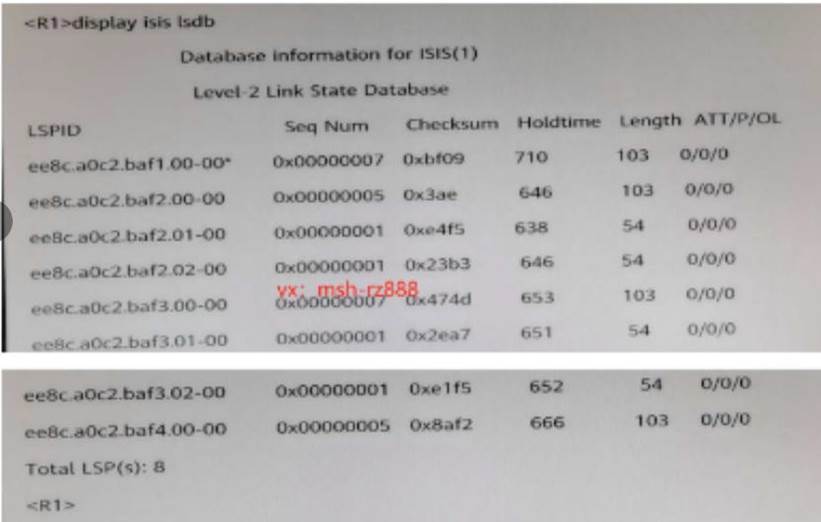 <R1>display isis lsdb
Database information for ISIS(1)
Level-2 Link State Database
LSPID Seq Num Checksum Holdtime Length ATT/P/OL
ee8c.a0c2.baf1.00-00* 0x00000007 0xbf09 710 103 0/0/0
ee8c.a0c2.baf2.00-00 0x00000005 0x3ae 646 103 0/0/0
ee8c.a0c2.baf2.01-00 0x00000001 0xe4f5 638 54 0/0/0
ee8c.a0c2.baf2.02-00 0x00000001 0x23b3 646 54 0/0/0
vx: msh-rz888
ee8c.a0c2.baf3.00-00 0x00000007 0x474d 653 103 0/0/0
ee8c.a0c2.baf3.01-00 0x00000001 0x2ea7 651 54 0/0/0
ee8c.a0c2.baf3.02-00 0x00000001 0xe1f5 652 54 0/0/0
ee8c.a0c2.baf4.00-00 0x00000005 0x8af2 666 103 0/0/0
Total LSP(s): 8
<R1>